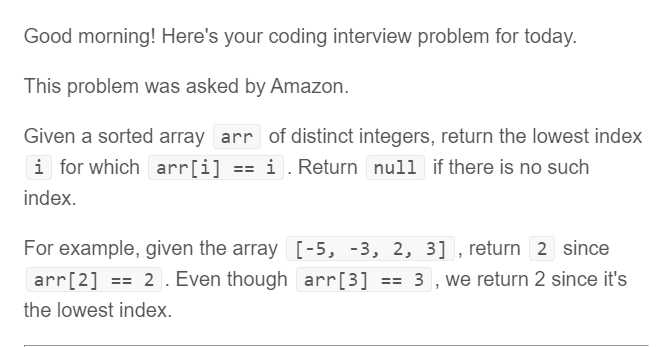 Good morning! Here's your coding interview problem for today.
This problem was asked by Amazon.
Given a sorted array arr of distinct integers, return the lowest index
i for which arr[i] == i. Return null if there is no such
index.
For example, given the array [-5, -3, 2, 3], return 2 since
arr[2] == 2. Even though arr[3] == 3, we return 2 since it's
the lowest index.